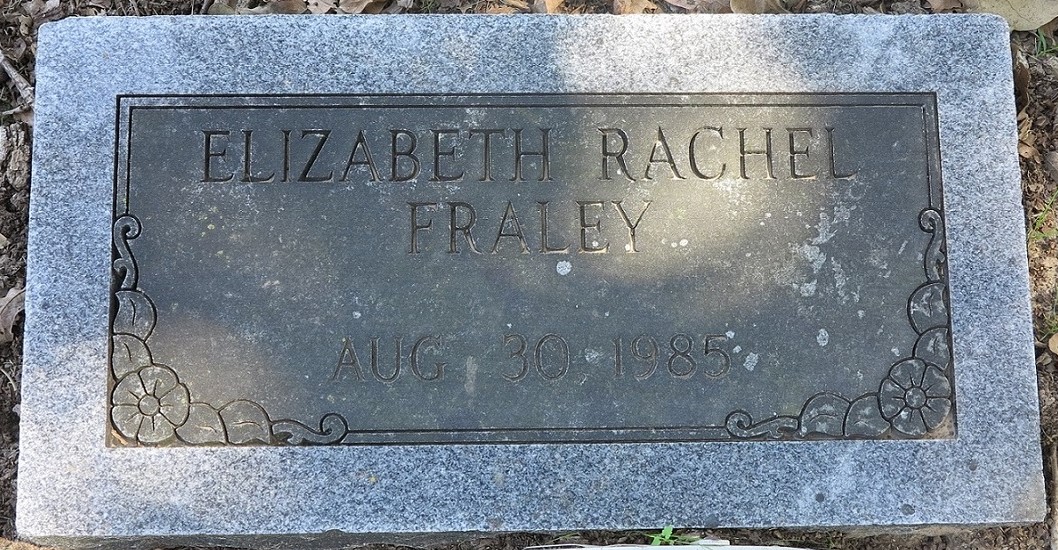 ELIZABETH RACHEL
FRALEY
AUG 30 1985